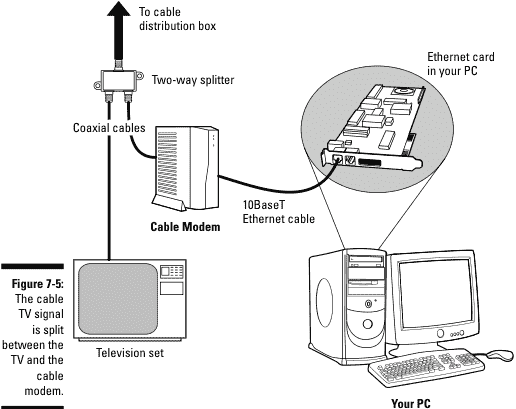 To cable
distribution box
Two-way splitter
Ethernet card
in your PC
Coaxial cables
10BaseT
Ethernet cable
Cable Modem
Figure 7-5:
The cable
TV signal
is split
between the
TV and the
cable
modem.
Television set
Your PC